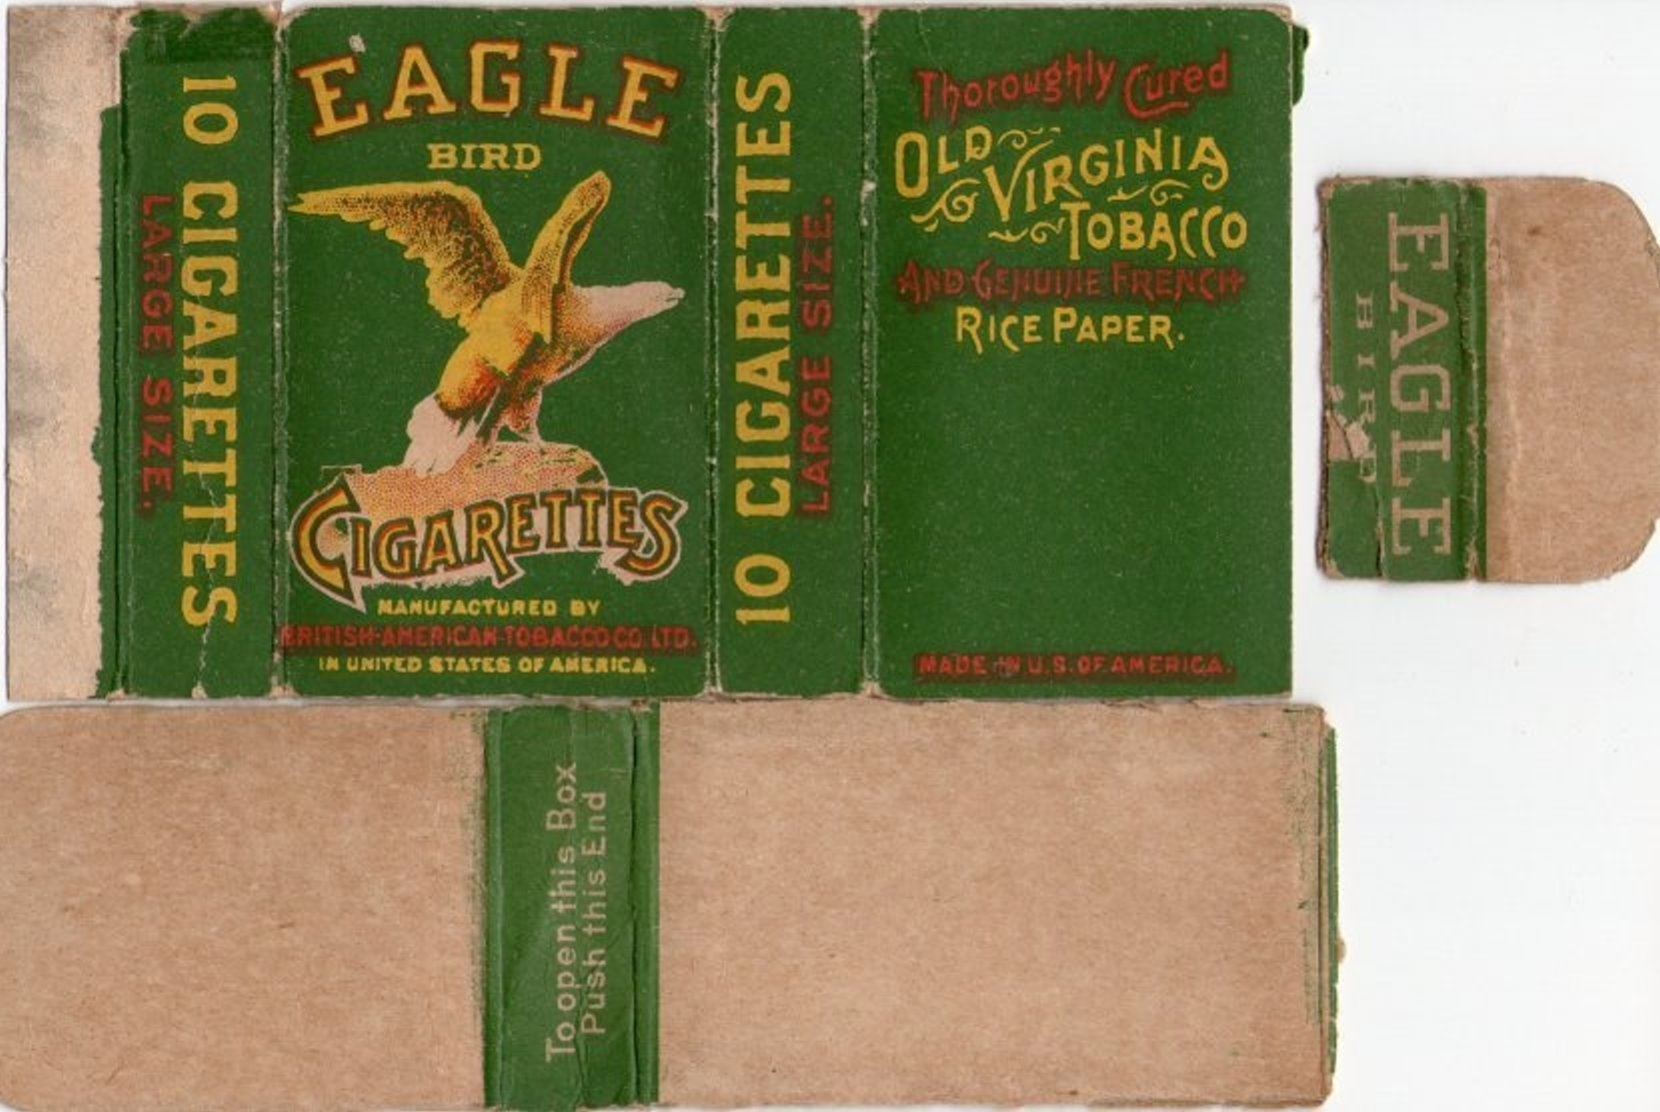 10 CIGARETTES
LARGE SIZE.
EAGLE
BIRD
CIGARETTES
MANUFACTURED BY
BRITISH-AMERICAN-TOBACCO CO. LTD.
IN UNITED STATES OF AMERICA.
10 CIGARETTES
LARGE SIZE.
Thoroughly Cured
OLD VIRGINIA
TOBACCO
AND GENUINE FRENCH
RICE PAPER.
MADE IN U.S. OF AMERICA.
EAGLE
BIRD
To open this Box
Push this End